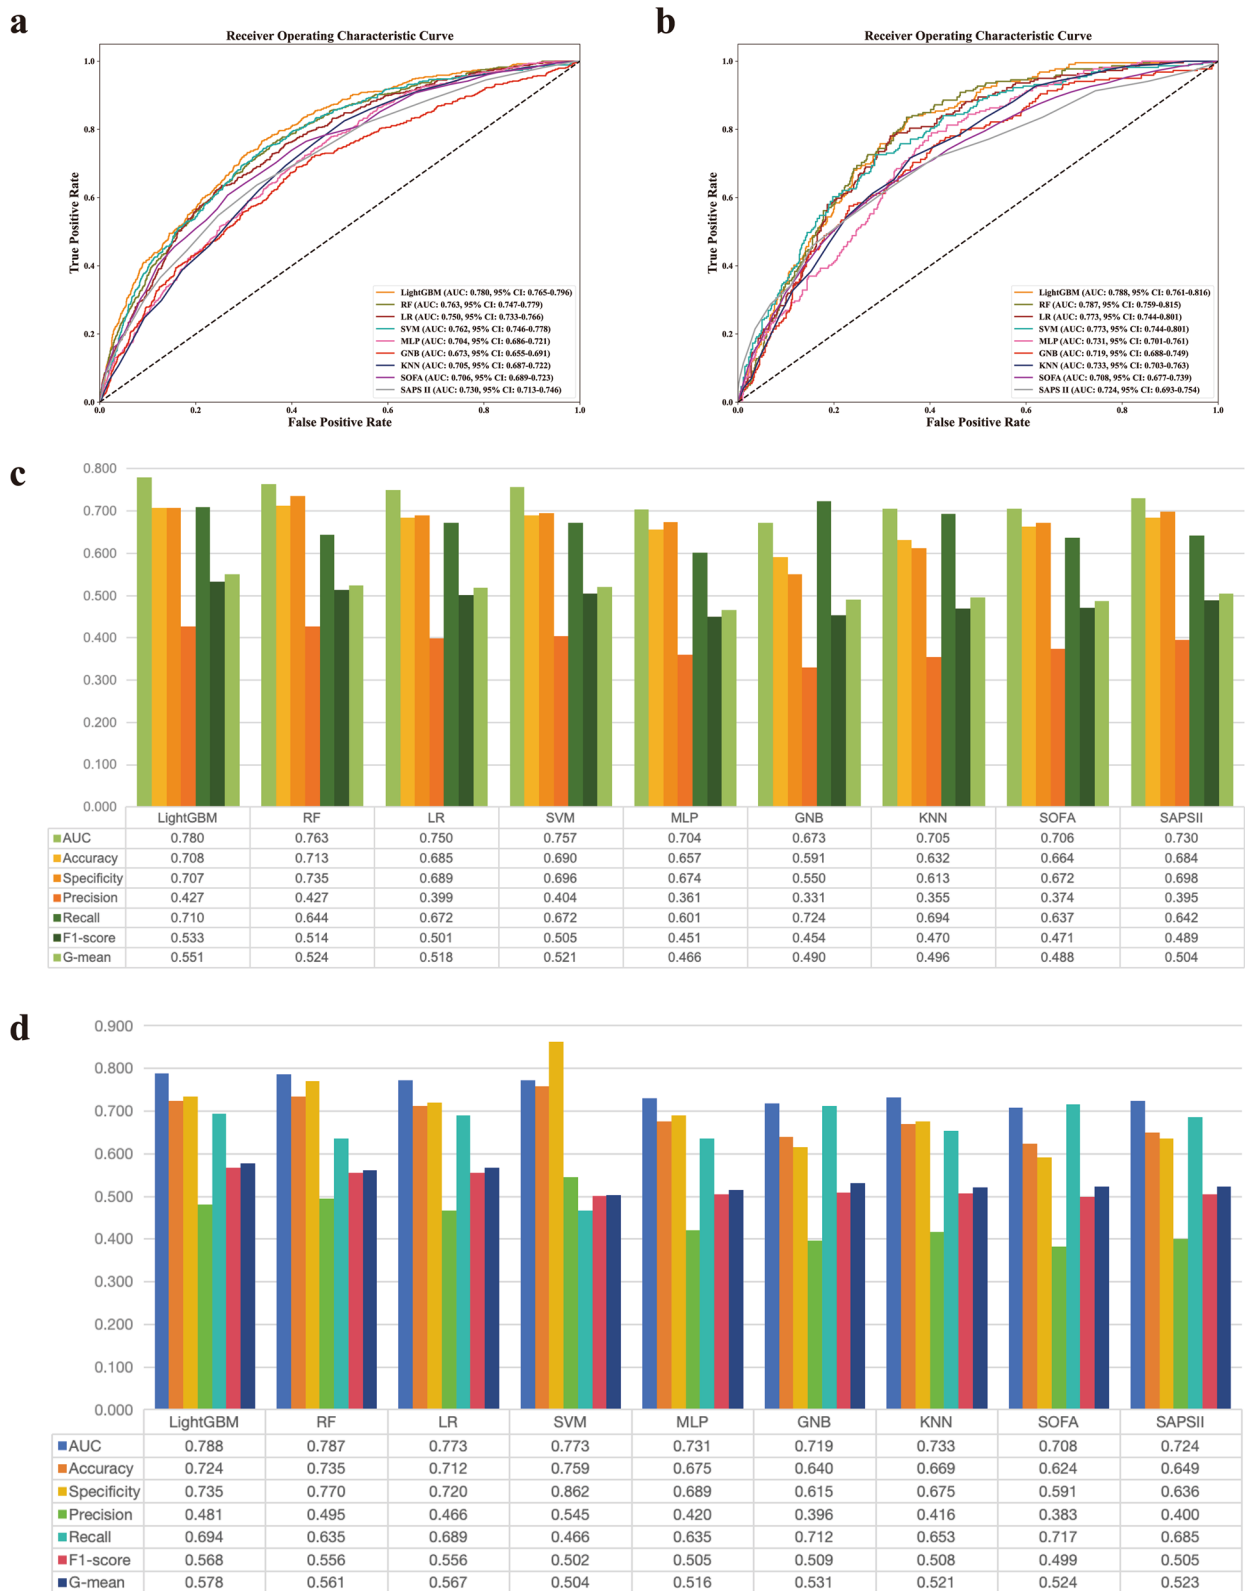 a
Receiver Operating Characteristic Curve
True Positive Rate
1.0
0.8
0.6
0.4
0.2
0.0
LightGBM (AUC: 0.780, 95% CI: 0.765-0.796)
RF (AUC: 0.763, 95% CI: 0.747-0.779)
LR (AUC: 0.750, 95% CI: 0.733-0.766)
SVM (AUC: 0.762, 95% CI: 0.746-0.778)
MLP (AUC: 0.704, 95% CI: 0.686-0.721)
GNB (AUC: 0.673, 95% CI: 0.655-0.691)
KNN (AUC: 0.705, 95% CI: 0.687-0.722)
SOFA (AUC: 0.706, 95% CI: 0.689-0.723)
SAPS II (AUC: 0.730, 95% CI: 0.713-0.746)
0.0 0.2 0.4 0.6 0.8 1.0
False Positive Rate
b
Receiver Operating Characteristic Curve
True Positive Rate
1.0
0.8
0.6
0.4
0.2
0.0
LightGBM (AUC: 0.788, 95% CI: 0.761-0.816)
RF (AUC: 0.787, 95% CI: 0.759-0.815)
LR (AUC: 0.773, 95% CI: 0.744-0.801)
SVM (AUC: 0.773, 95% CI: 0.744-0.801)
MLP (AUC: 0.731, 95% CI: 0.701-0.761)
GNB (AUC: 0.719, 95% CI: 0.688-0.749)
KNN (AUC: 0.733, 95% CI: 0.703-0.763)
SOFA (AUC: 0.708, 95% CI: 0.677-0.739)
SAPS II (AUC: 0.724, 95% CI: 0.693-0.754)
0.0 0.2 0.4 0.6 0.8 1.0
False Positive Rate
c
0.800
0.700
0.600
0.500
0.400
0.300
0.200
0.100
0.000
LightGBM RF LR SVM MLP GNB KNN SOFA SAPSII
AUC 0.780 0.763 0.750 0.757 0.704 0.673 0.705 0.706 0.730
Accuracy 0.708 0.713 0.685 0.690 0.657 0.591 0.632 0.664 0.684
Specificity 0.707 0.735 0.689 0.696 0.674 0.550 0.613 0.672 0.698
Precision 0.427 0.427 0.399 0.404 0.361 0.331 0.355 0.374 0.395
Recall 0.710 0.644 0.672 0.672 0.601 0.724 0.694 0.637 0.642
F1-score 0.533 0.514 0.501 0.505 0.451 0.454 0.470 0.471 0.489
G-mean 0.551 0.524 0.518 0.521 0.466 0.490 0.496 0.488 0.504
d
0.900
0.800
0.700
0.600
0.500
0.400
0.300
0.200
0.100
0.000
LightGBM RF LR SVM MLP GNB KNN SOFA SAPSII
AUC 0.788 0.787 0.773 0.773 0.731 0.719 0.733 0.708 0.724
Accuracy 0.724 0.735 0.712 0.759 0.675 0.640 0.669 0.624 0.649
Specificity 0.735 0.770 0.720 0.862 0.689 0.615 0.675 0.591 0.636
Precision 0.481 0.495 0.466 0.545 0.420 0.396 0.416 0.383 0.400
Recall 0.694 0.635 0.689 0.466 0.635 0.712 0.653 0.717 0.685
F1-score 0.568 0.556 0.556 0.502 0.505 0.509 0.508 0.499 0.505
G-mean 0.578 0.561 0.567 0.504 0.516 0.531 0.521 0.524 0.523